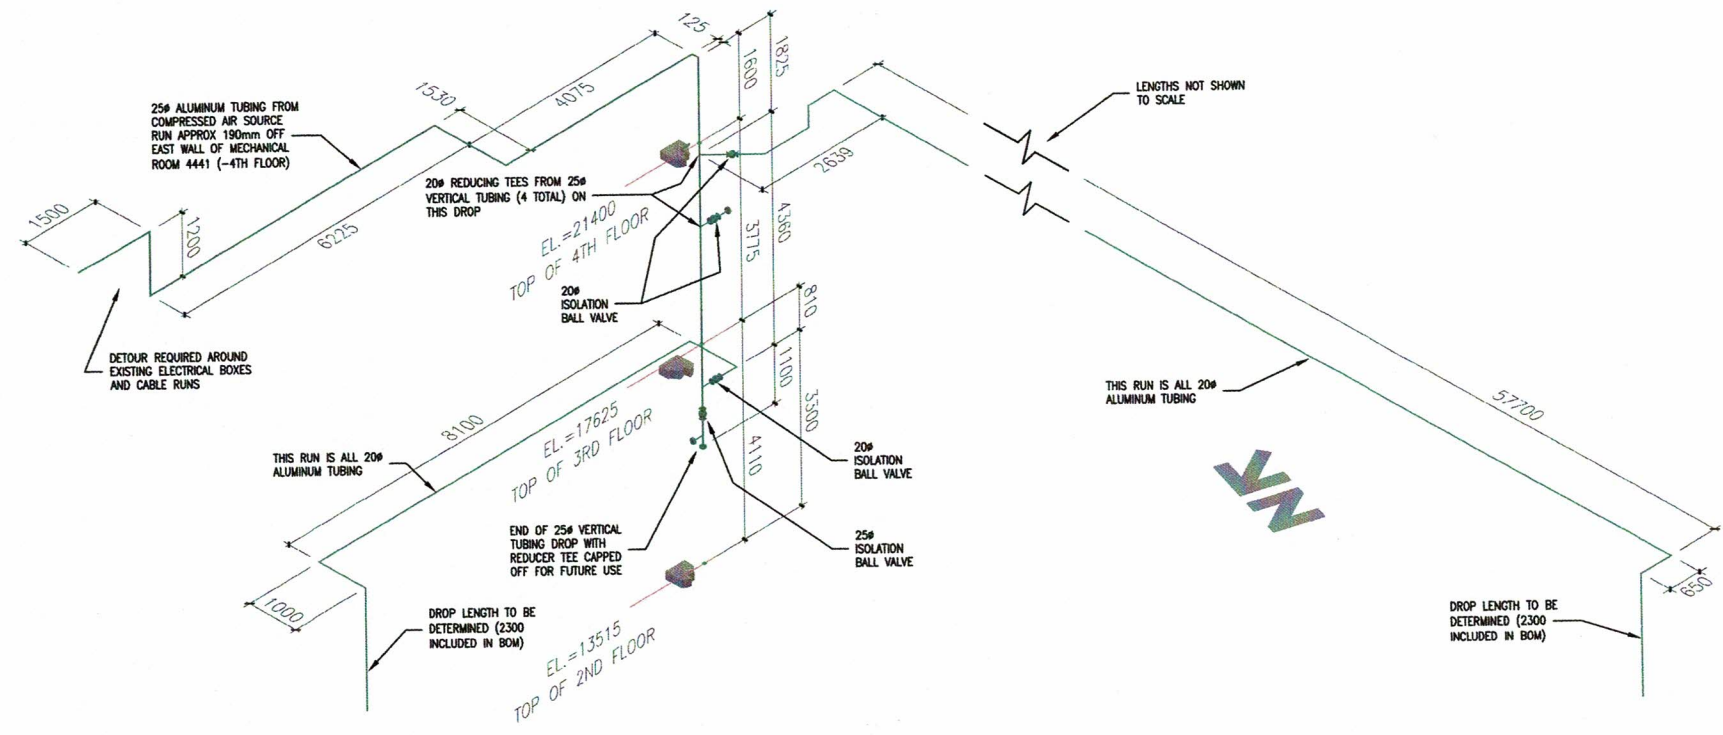 125
1825
1600
4075
1530
25ø ALUMINUM TUBING FROM
COMPRESSED AIR SOURCE
RUN APPROX 190mm OFF
EAST WALL OF MECHANICAL
ROOM 4441 (-4TH FLOOR)
LENGTHS NOT SHOWN
TO SCALE
2639
20ø REDUCING TEES FROM 25ø
VERTICAL TUBING (4 TOTAL) ON
THIS DROP
1500
1200
6225
EL.=21400
TOP OF 4TH FLOOR
3775
4360
20ø
ISOLATION
BALL VALVE
810
DETOUR REQUIRED AROUND
EXISTING ELECTRICAL BOXES
AND CABLE RUNS
1100
3300
THIS RUN IS ALL 20ø
ALUMINUM TUBING
57700
8100
EL.=17625
TOP OF 3RD FLOOR
4110
THIS RUN IS ALL 20ø
ALUMINUM TUBING
20ø
ISOLATION
BALL VALVE
N
END OF 25ø VERTICAL
TUBING DROP WITH
REDUCER TEE CAPPED
OFF FOR FUTURE USE
25ø
ISOLATION
BALL VALVE
1000
650
DROP LENGTH TO BE
DETERMINED (2300
INCLUDED IN BOM)
DROP LENGTH TO BE
DETERMINED (2300
INCLUDED IN BOM)
EL.=13515
TOP OF 2ND FLOOR